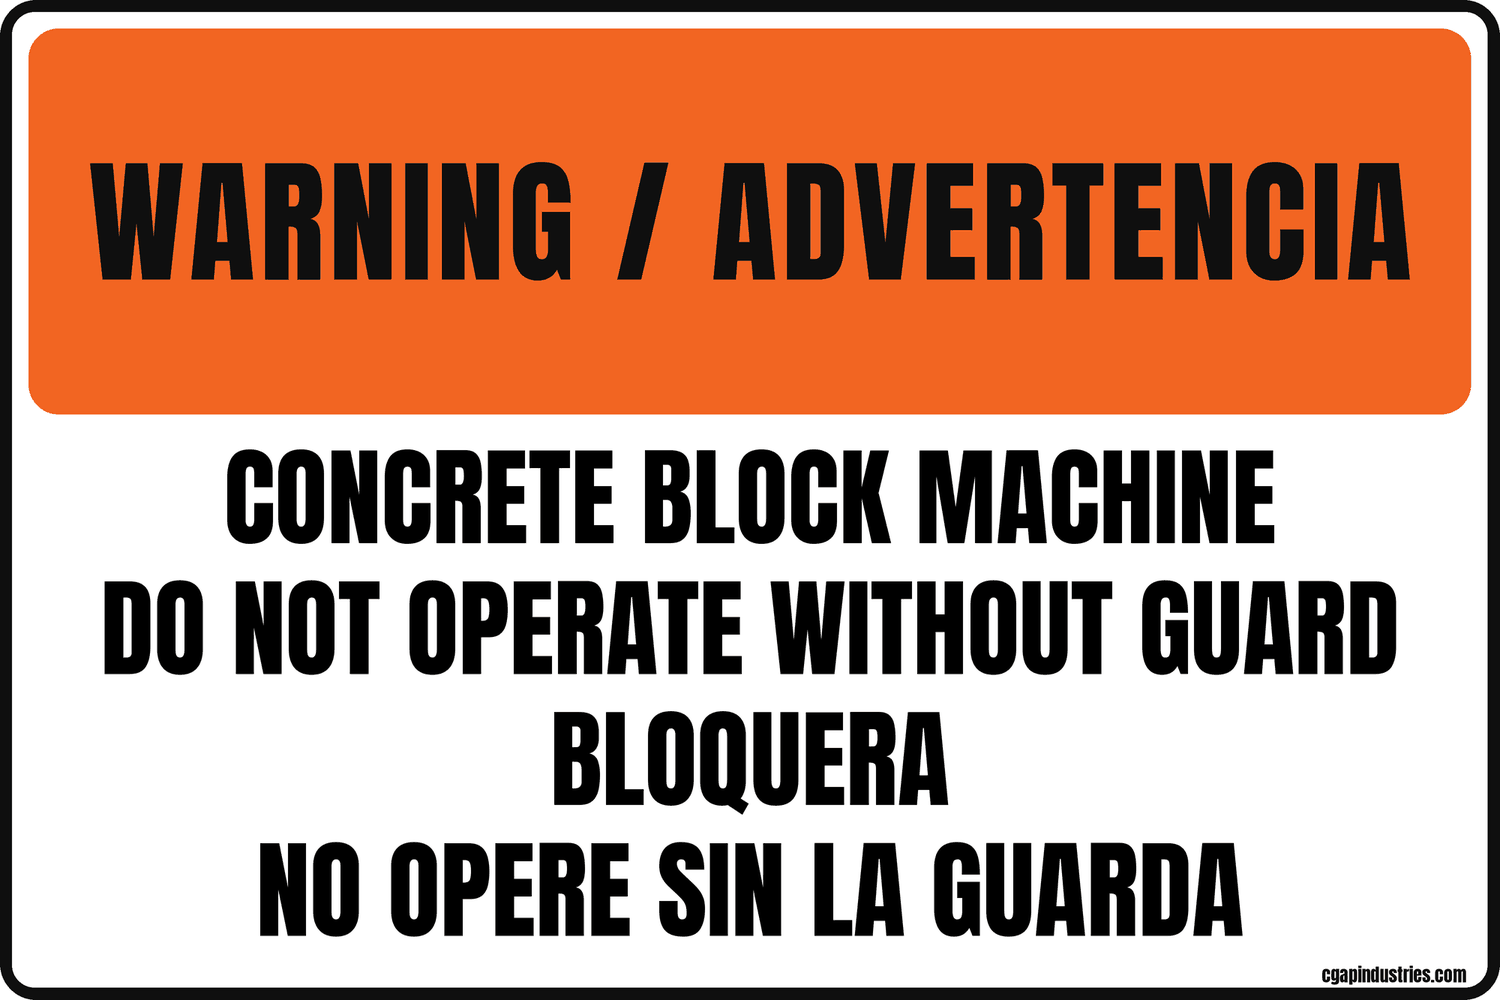 WARNING / ADVERTENCIA
CONCRETE BLOCK MACHINE
DO NOT OPERATE WITHOUT GUARD
BLOQUERA
NO OPERE SIN LA GUARDA
cgapindustries.com